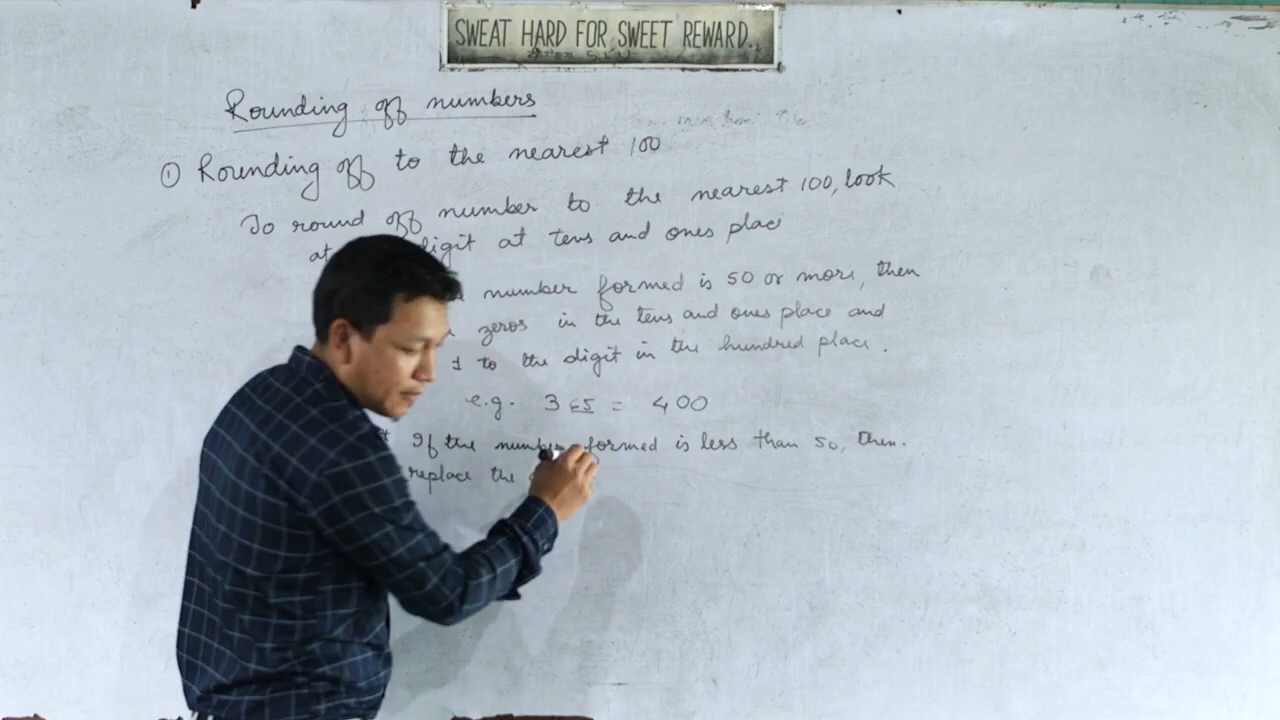 SWEAT HARD FOR SWEET REWARD.
Rounding off numbers
① Rounding off to the nearest 100
To round off number to the nearest 100, look
at digit at tens and ones place
number formed is 50 or more, then
zeros in the tens and ones place and
1 to the digit in the hundred place.
e.g. 365 = 400
If the number formed is less than 50, then.
replace the